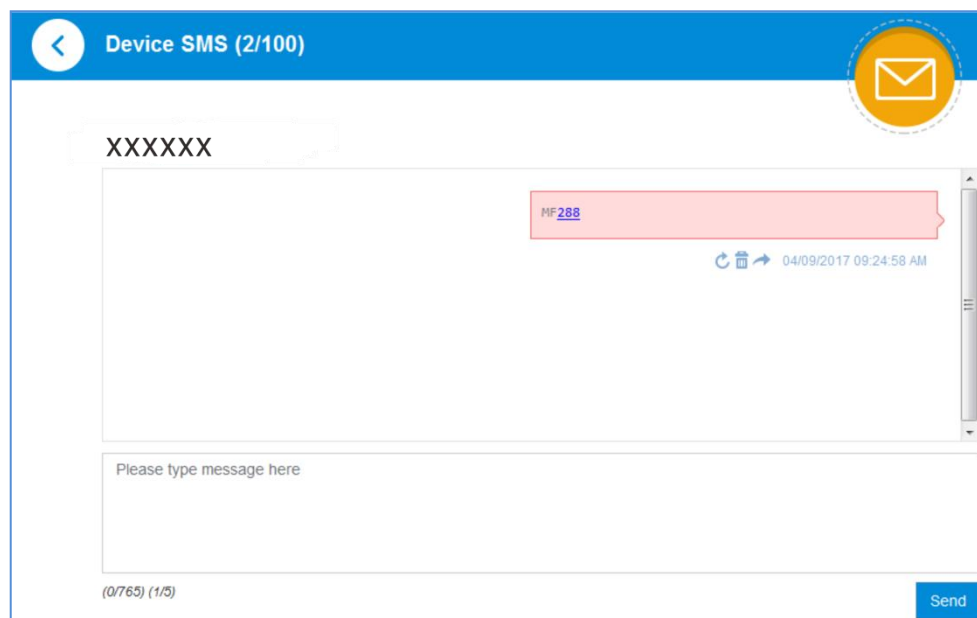 Device SMS (2/100)
XXXXXX
MF288
04/09/2017 09:24:58 AM
Please type message here
(0/765) (1/5)
Send